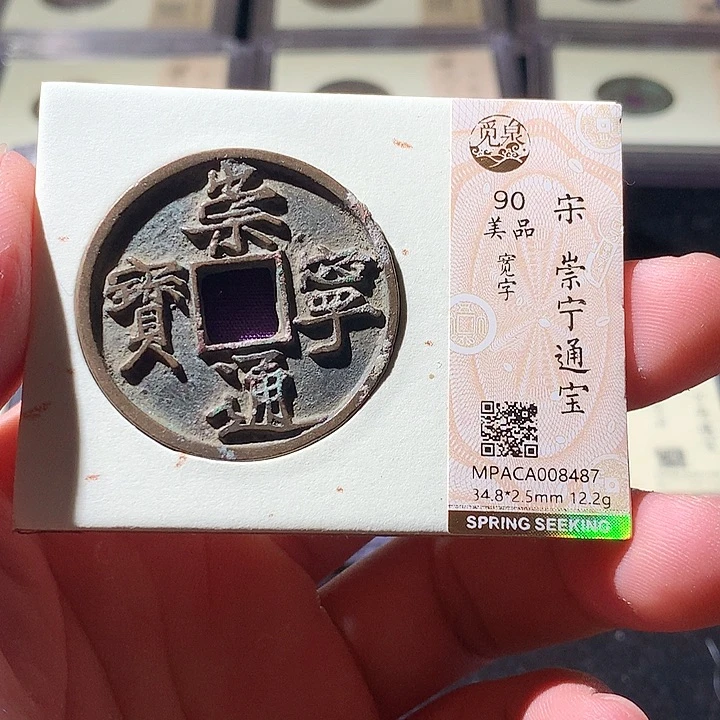 崇寧通寳
觅泉
90
美品
宽字
宋 崇宁通宝
MPACA008487
34.8*2.5mm 12.2g
SPRING SEEKING